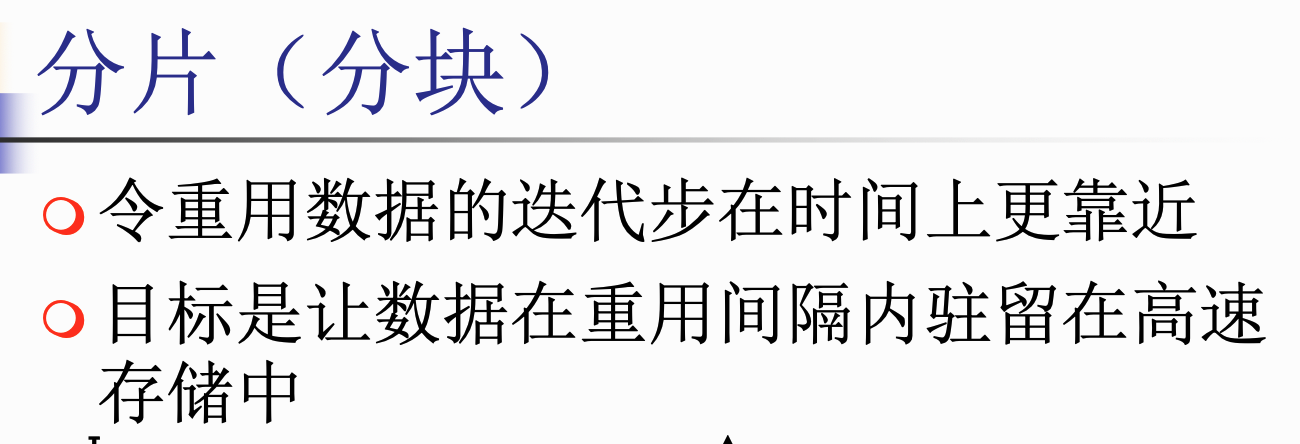 分片（分块）
令重用数据的迭代步在时间上更靠近
目标是让数据在重用间隔内驻留在高速
存储中